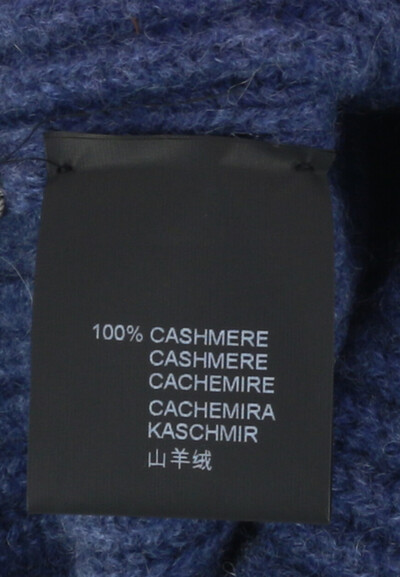 100% CASHMERE
CASHMERE
CACHEMIRE
CACHEMIRA
KASCHMIR
山羊绒